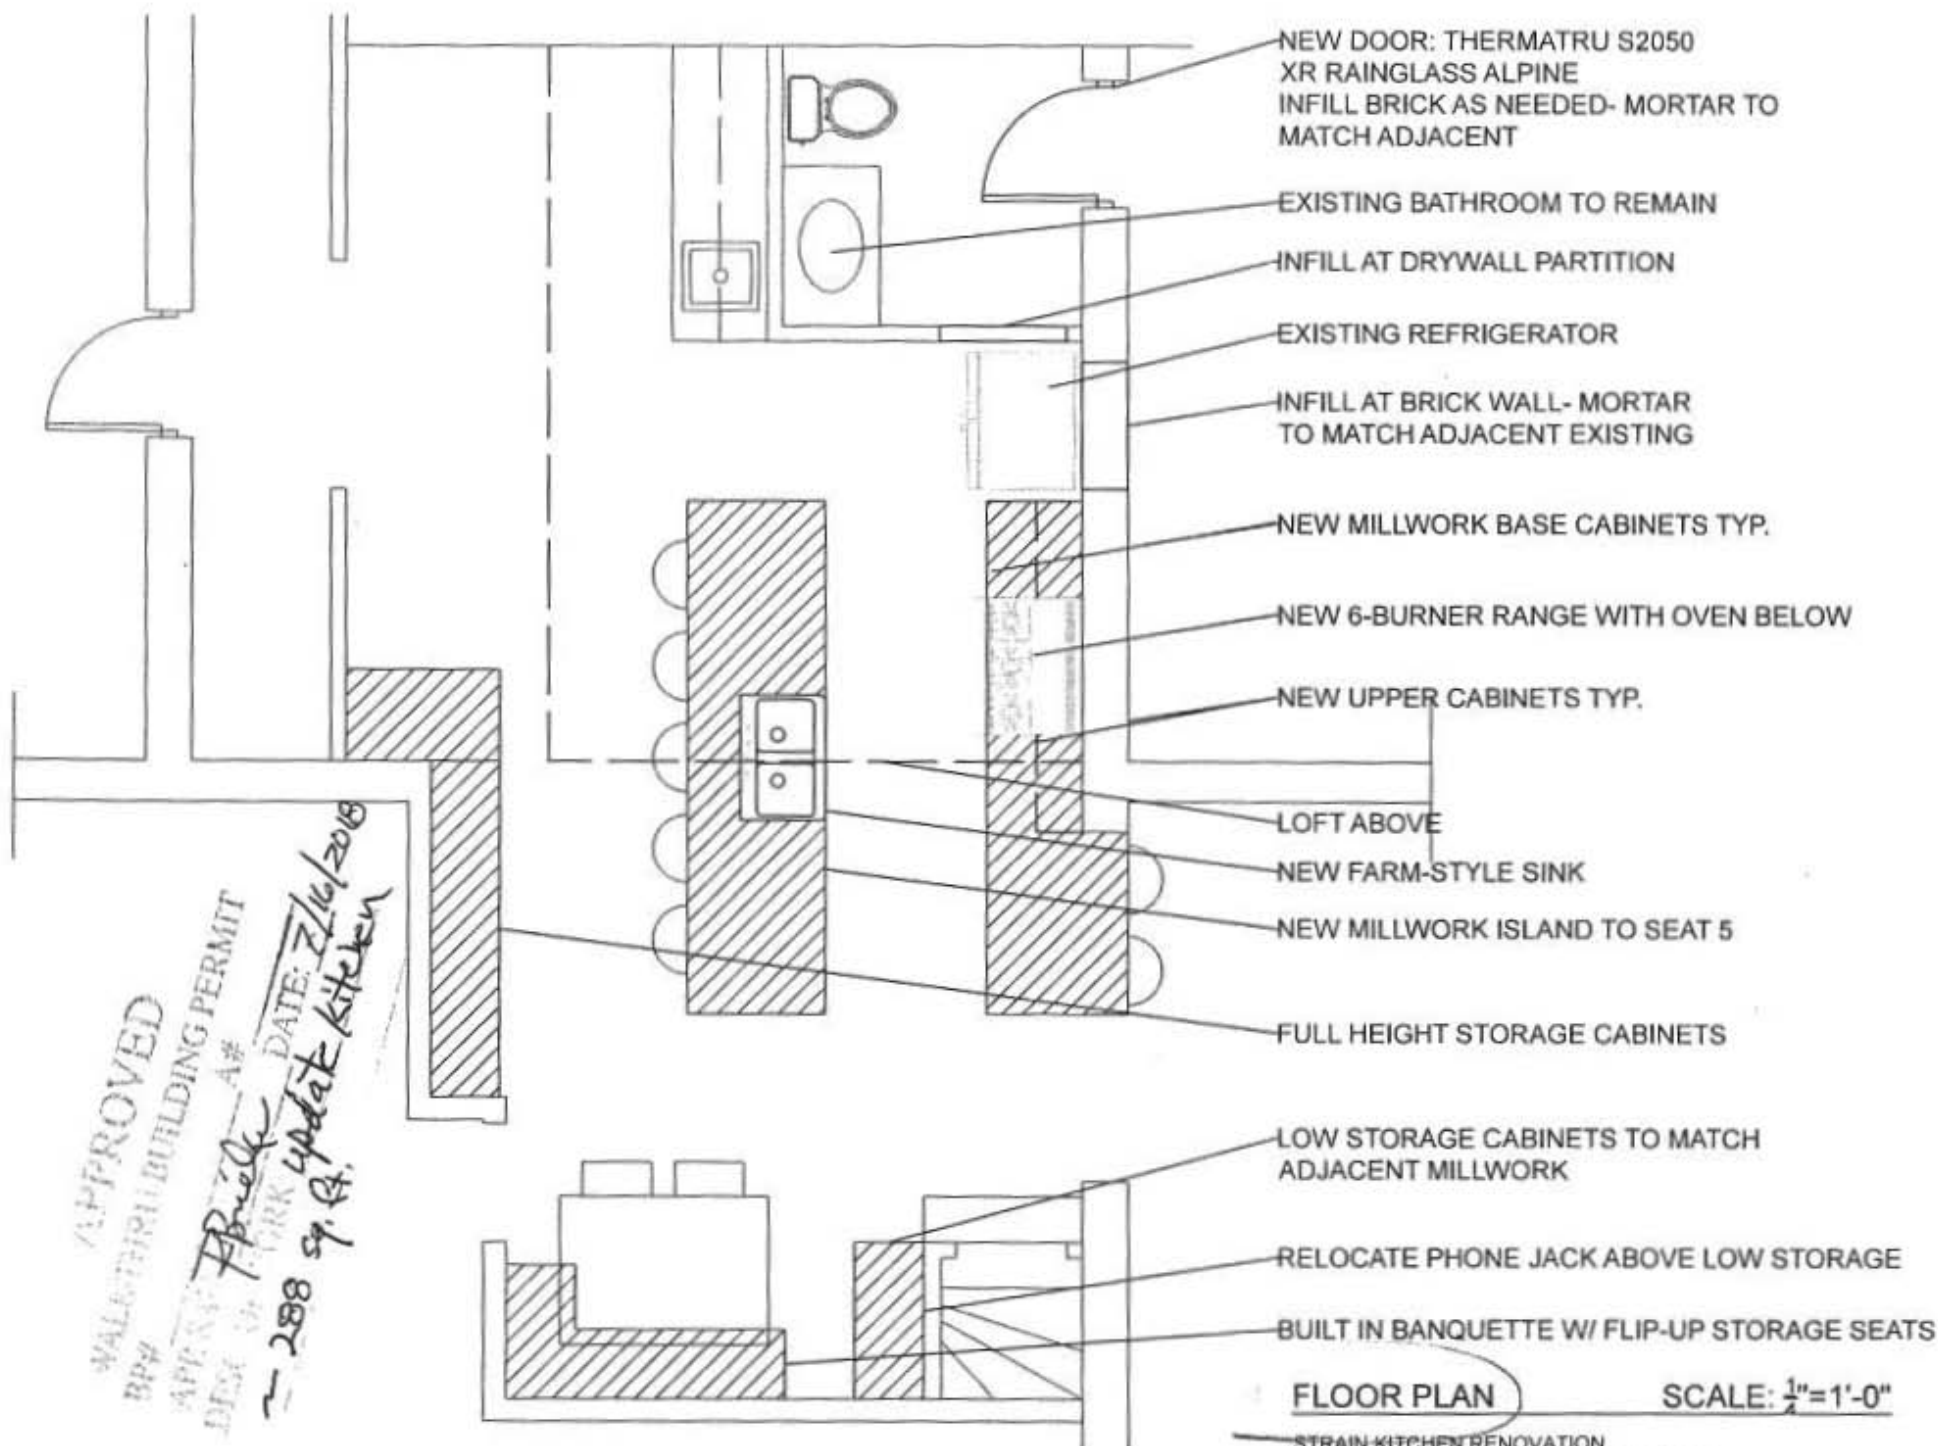 NEW DOOR: THERMATRU S2050
XR RAINGLASS ALPINE
INFILL BRICK AS NEEDED- MORTAR TO
MATCH ADJACENT
EXISTING BATHROOM TO REMAIN
INFILL AT DRYWALL PARTITION
EXISTING REFRIGERATOR
INFILL AT BRICK WALL- MORTAR
TO MATCH ADJACENT EXISTING
NEW MILLWORK BASE CABINETS TYP.
NEW 6-BURNER RANGE WITH OVEN BELOW
NEW UPPER CABINETS TYP.
LOFT ABOVE
NEW FARM-STYLE SINK
NEW MILLWORK ISLAND TO SEAT 5
FULL HEIGHT STORAGE CABINETS
LOW STORAGE CABINETS TO MATCH
ADJACENT MILLWORK
RELOCATE PHONE JACK ABOVE LOW STORAGE
BUILT IN BANQUETTE W/ FLIP-UP STORAGE SEATS
FLOOR PLAN SCALE: ¼"=1'-0"
STRAIN KITCHEN RENOVATION
APPROVED
BUILDING PERMIT
BP# A#
DATE: 7/16/2018
WORK update kitchen
~ 288 sq. ft.